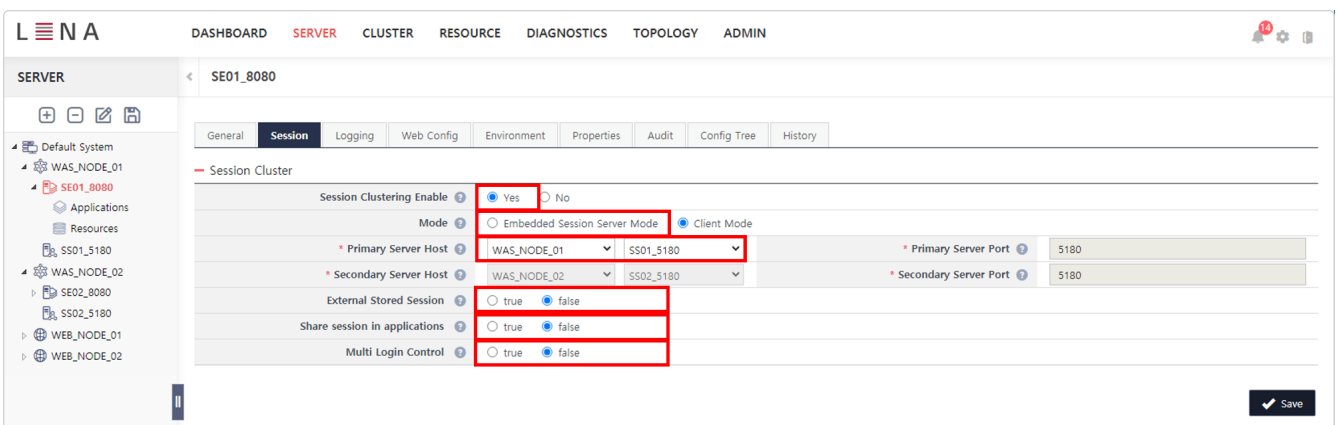 LENA
DASHBOARD SERVER CLUSTER RESOURCE DIAGNOSTICS TOPOLOGY ADMIN
14
SERVER
SE01_8080
General Session Logging Web Config Environment Properties Audit Config Tree History
Default System
WAS_NODE_01
SE01_8080
Applications
Resources
SS01_5180
WAS_NODE_02
SE02_8080
SS02_5180
WEB_NODE_01
WEB_NODE_02
Session Cluster
Session Clustering Enable ? Yes No
Mode ? Embedded Session Server Mode Client Mode
* Primary Server Host ? WAS_NODE_01 SS01_5180 * Primary Server Port ? 5180
* Secondary Server Host ? WAS_NODE_02 SS02_5180 * Secondary Server Port ? 5180
External Stored Session ? true false
Share session in applications ? true false
Multi Login Control ? true false
Save